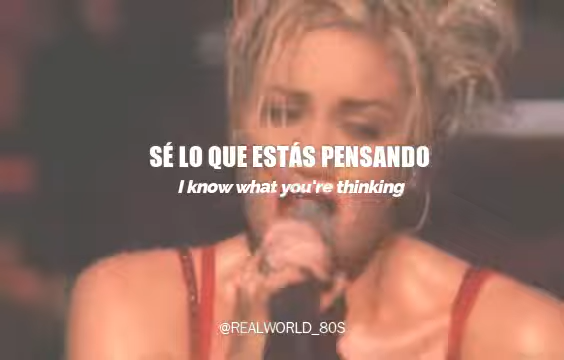 SÉ LO QUE ESTÁS PENSANDO
I know what you're thinking
@REALWORLD_80S